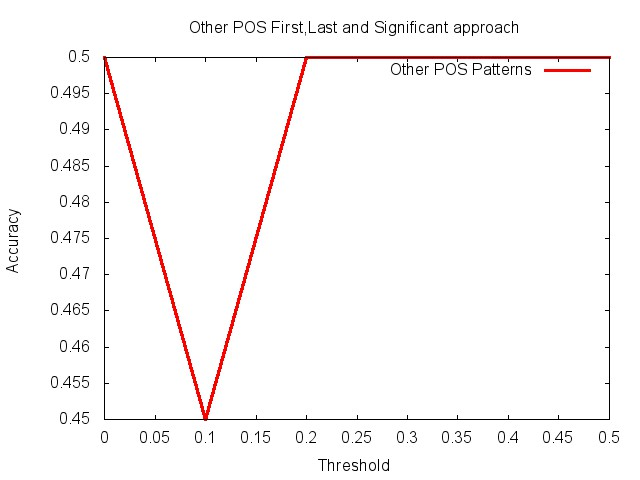 Other POS First,Last and Significant approach
Other POS Patterns
0.5
0.495
0.49
0.485
0.48
0.475
0.47
0.465
0.46
0.455
0.45
Accuracy
0 0.05 0.1 0.15 0.2 0.25 0.3 0.35 0.4 0.45 0.5
Threshold